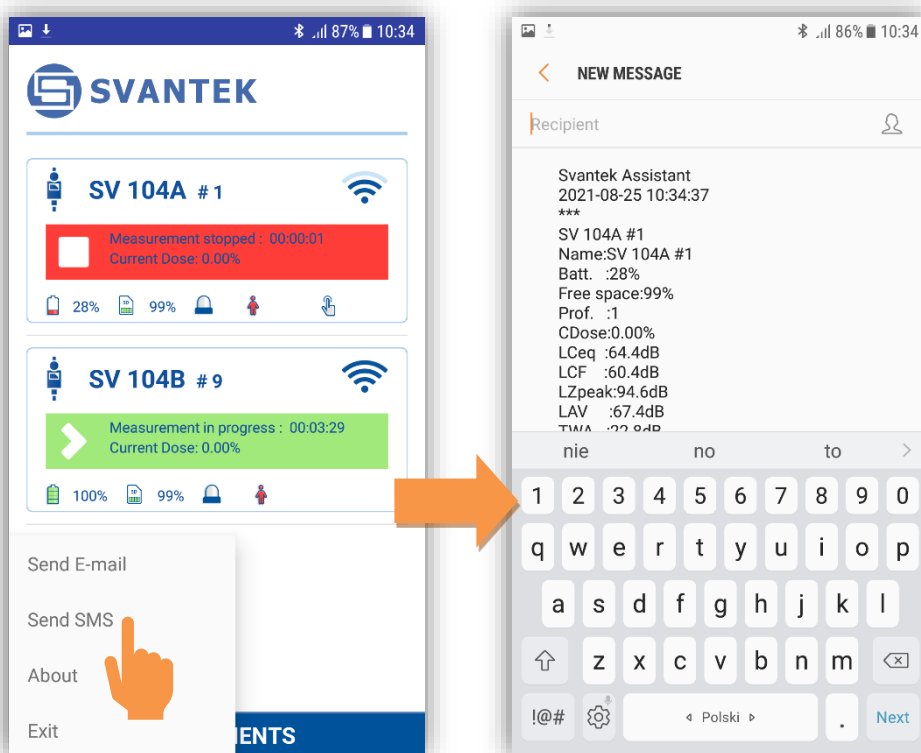 87% 10:34
SVANTEK
SV 104A # 1
Measurement stopped : 00:00:01
Current Dose: 0.00%
28% 99%
SV 104B # 9
Measurement in progress : 00:03:29
Current Dose: 0.00%
100% 99%
Send E-mail
Send SMS
About
Exit
ENTS
86% 10:34
NEW MESSAGE
Recipient
Svantek Assistant
2021-08-25 10:34:37
***
SV 104A #1
Name:SV 104A #1
Batt. :28%
Free space:99%
Prof. :1
CDose:0.00%
LCeq :64.4dB
LCF :60.4dB
LZpeak:94.6dB
LAV :67.4dB
TWA :22.8dB
nie no to
1 2 3 4 5 6 7 8 9 0
q w e r t y u i o p
a s d f g h j k l
z x c v b n m
!@# Polski . Next